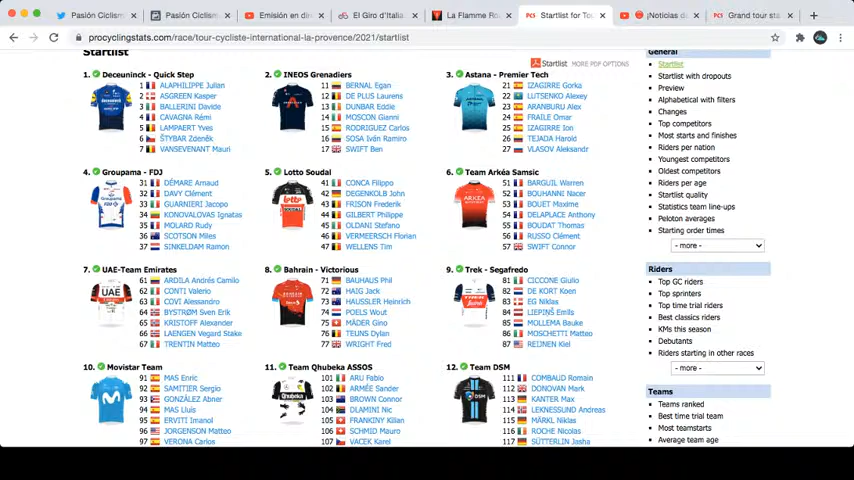 Pasión Ciclism
Pasión Ciclism
Emisión en dire
El Giro d'Italia
La Flamme Rou
Startlist for Tou
¡Noticias de
Grand tour sta
procyclingstats.com/race/tour-cycliste-international-la-provence/2021/startlist
Startlist
Startlist MORE PDF OPTIONS
1. Deceuninck - Quick Step
1 ALAPHILIPPE Julian
2 ASGREEN Kasper
3 BALLERINI Davide
4 CAVAGNA Rémi
5 LAMPAERT Yves
6 ŠTYBAR Zdeněk
7 VANSEVENANT Mauri
2. INEOS Grenadiers
11 BERNAL Egan
12 DE PLUS Laurens
13 DUNBAR Eddie
14 MOSCON Gianni
15 RODRIGUEZ Carlos
16 SOSA Iván Ramiro
17 SWIFT Ben
3. Astana - Premier Tech
21 IZAGIRRE Gorka
22 LUTSENKO Alexey
23 ARANBURU Alex
24 FRAILE Omar
25 IZAGIRRE Ion
26 TEJADA Harold
27 VLASOV Aleksandr
4. Groupama - FDJ
31 DÉMARE Arnaud
32 DAVY Clément
33 GUARNIERI Jacopo
34 KONOVALOVAS Ignatas
35 MOLARD Rudy
36 SCOTSON Miles
37 SINKELDAM Ramon
5. Lotto Soudal
41 CONCA Filippo
42 DEGENKOLB John
43 FRISON Frederik
44 GILBERT Philippe
45 OLDANI Stefano
46 VERMEERSCH Florian
47 WELLENS Tim
6. Team Arkéa Samsic
51 BARGUIL Warren
52 BOUHANNI Nacer
53 BOUET Maxime
54 DELAPLACE Anthony
55 BOUDAT Thomas
56 RUSSO Clément
57 SWIFT Connor
7. UAE-Team Emirates
61 ARDILA Andrés Camilo
62 CONTI Valerio
63 COVI Alessandro
64 BYSTRØM Sven Erik
65 KRISTOFF Alexander
66 LAENGEN Vegard Stake
67 TRENTIN Matteo
8. Bahrain - Victorious
71 BAUHAUS Phil
72 HAIG Jack
73 HAUSSLER Heinrich
74 POELS Wout
75 MÄDER Gino
76 TEUNS Dylan
77 WRIGHT Fred
9. Trek - Segafredo
81 CICCONE Giulio
82 DE KORT Koen
83 EG Niklas
84 LIEPIŅŠ Emils
85 MOLLEMA Bauke
86 MOSCHETTI Matteo
87 REIJNEN Kiel
10. Movistar Team
91 MAS Enric
92 SAMITIER Sergio
93 GONZÁLEZ Abner
94 MAS Lluís
95 ERVITI Imanol
96 JORGENSON Matteo
97 VERONA Carlos
11. Team Qhubeka ASSOS
101 ARU Fabio
102 ARMÉE Sander
103 BROWN Connor
104 DLAMINI Nic
105 FRANKINY Kilian
106 SCHMID Mauro
107 VACEK Karel
12. Team DSM
111 COMBAUD Romain
112 DONOVAN Mark
113 KANTER Max
114 LEKNESSUND Andreas
115 MÄRKL Niklas
116 ROCHE Nicolas
117 SÜTTERLIN Jasha
General
Startlist
Startlist with dropouts
Preview
Alphabetical with filters
Changes
Top competitors
Most starts and finishes
Riders per nation
Youngest competitors
Oldest competitors
Riders per age
Startlist quality
Statistics team line-ups
Peloton averages
Starting order times
- more -
Riders
Top GC riders
Top sprinters
Top time trial riders
Best classics riders
KMs this season
Debutants
Riders starting in other races
- more -
Teams
Teams ranked
Best time trial team
Most teamstarts
Average team age